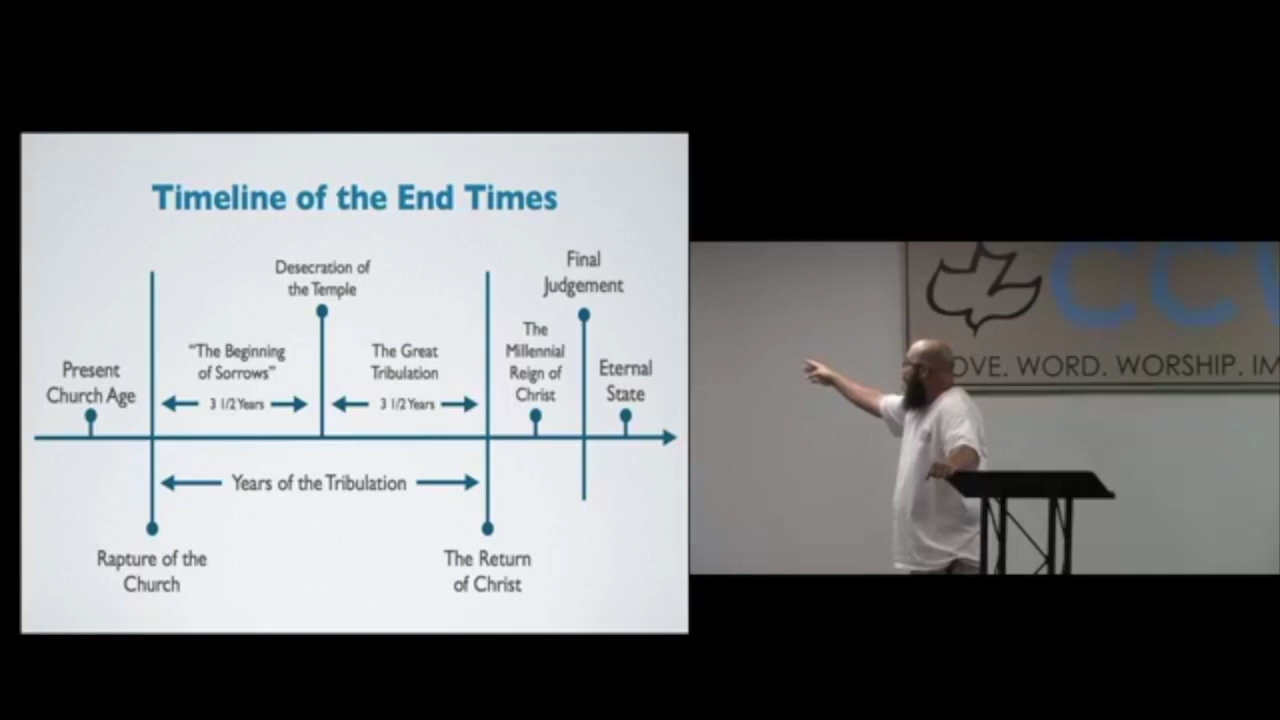 Timeline of the End Times
Desecration of
the Temple
Final
Judgement
Present
Church Age
"The Beginning
of Sorrows"
3 1/2 Years
The Great
Tribulation
3 1/2 Years
The
Millennial
Reign of
Christ
Eternal
State
Years of the Tribulation
Rapture of the
Church
The Return
of Christ
CC
OVE. WORD. WORSHIP. IM